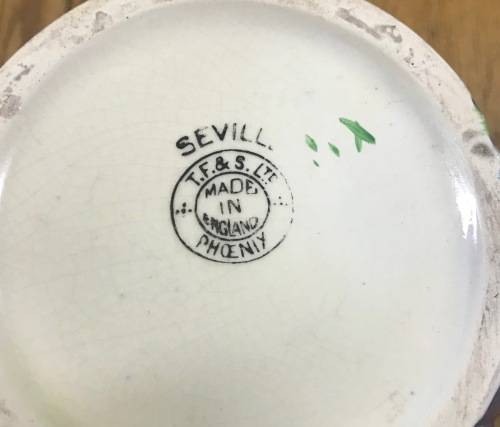 SEVILL
T.F. & S. LTD
MADE
IN
ENGLAND
PHŒNIX